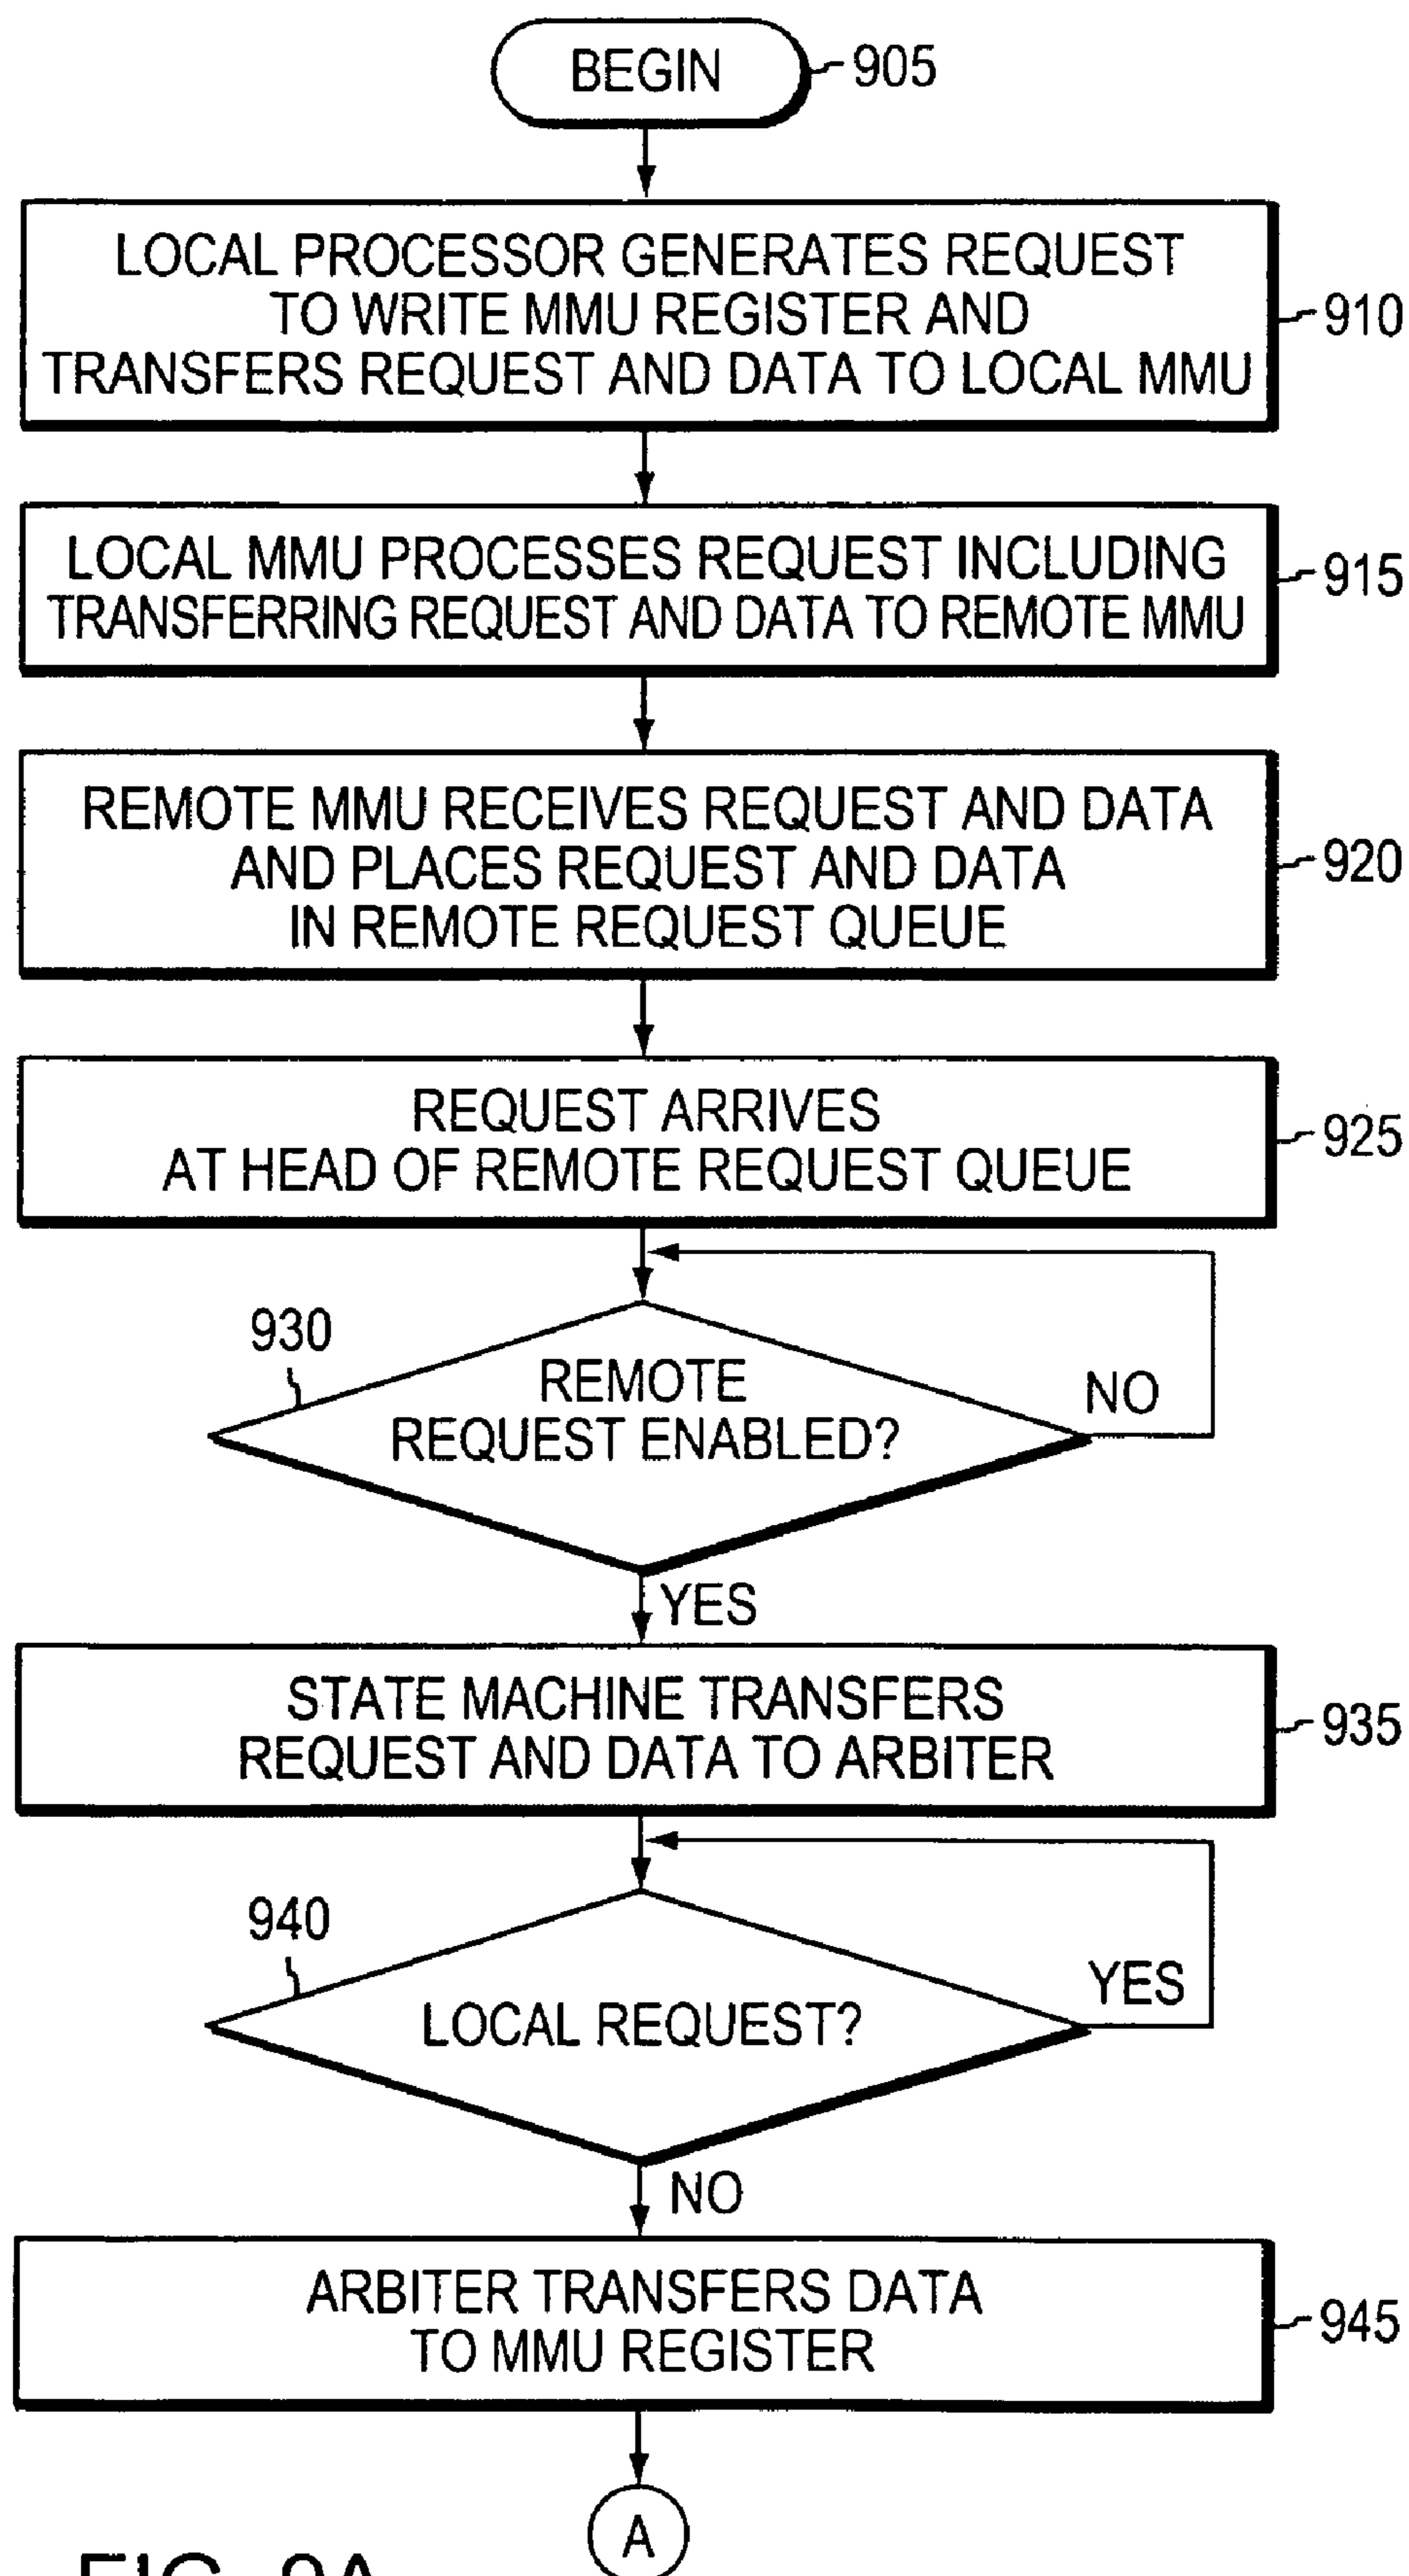 BEGIN
905
LOCAL PROCESSOR GENERATES REQUEST
TO WRITE MMU REGISTER AND
TRANSFERS REQUEST AND DATA TO LOCAL MMU
910
LOCAL MMU PROCESSES REQUEST INCLUDING
TRANSFERRING REQUEST AND DATA TO REMOTE MMU
915
REMOTE MMU RECEIVES REQUEST AND DATA
AND PLACES REQUEST AND DATA
IN REMOTE REQUEST QUEUE
920
REQUEST ARRIVES
AT HEAD OF REMOTE REQUEST QUEUE
925
930
REMOTE
REQUEST ENABLED?
NO
YES
STATE MACHINE TRANSFERS
REQUEST AND DATA TO ARBITER
935
940
LOCAL REQUEST?
YES
NO
ARBITER TRANSFERS DATA
TO MMU REGISTER
945
A
FIG. 9A